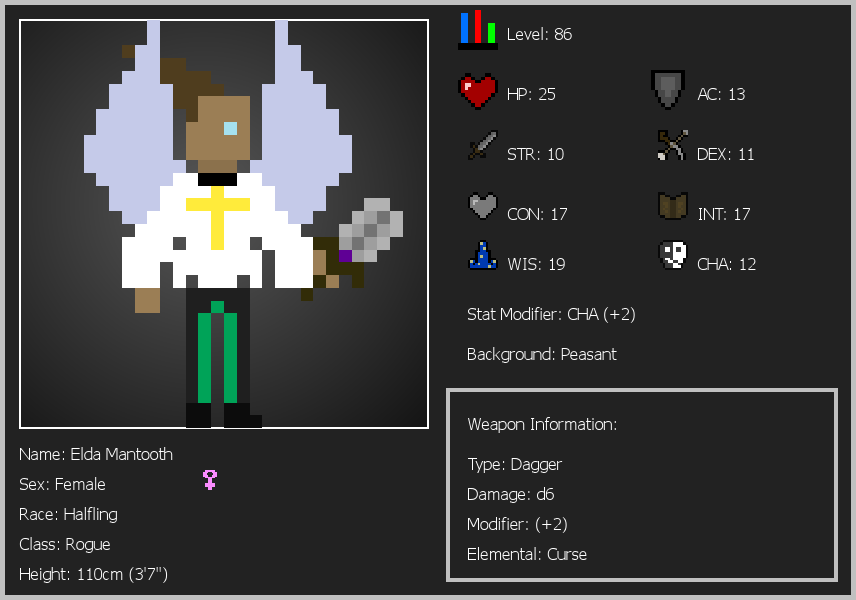 Level: 86
HP: 25
AC: 13
STR: 10
DEX: 11
CON: 17
INT: 17
WIS: 19
CHA: 12
Stat Modifier: CHA (+2)
Background: Peasant
Weapon Information:
Type: Dagger
Damage: d6
Modifier: (+2)
Elemental: Curse
Name: Elda Mantooth
Sex: Female
Race: Halfling
Class: Rogue
Height: 110cm (3'7")